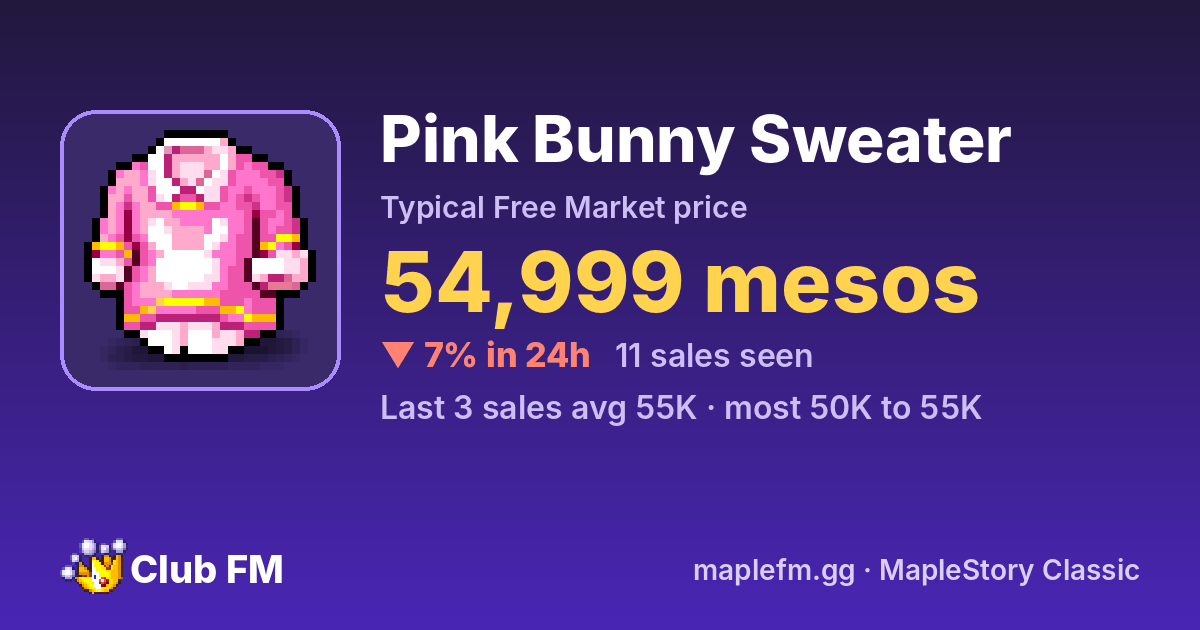 Pink Bunny Sweater
Typical Free Market price
54,999 mesos
▼ 7% in 24h 11 sales seen
Last 3 sales avg 55K · most 50K to 55K
Club FM
maplefm.gg · MapleStory Classic